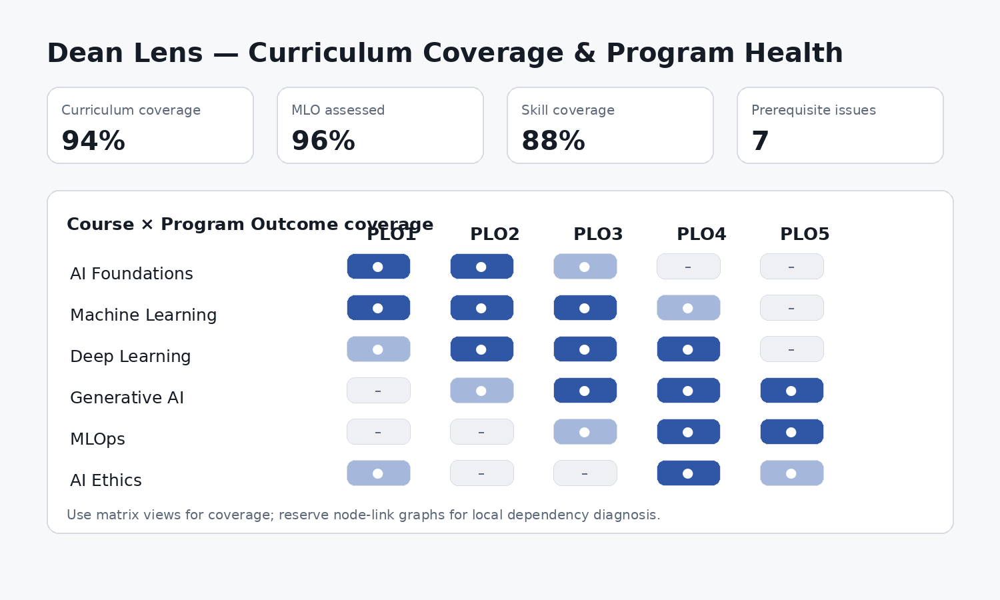 Dean Lens — Curriculum Coverage & Program Health
Curriculum coverage
94%
MLO assessed
96%
Skill coverage
88%
Prerequisite issues
7
Course × Program Outcome coverage
PLO1 PLO2 PLO3 PLO4 PLO5
AI Foundations ● ● ● – –
Machine Learning ● ● ● ● –
Deep Learning ● ● ● ● –
Generative AI – ● ● ● ●
MLOps – – ● ● ●
AI Ethics ● – – ● ●
Use matrix views for coverage; reserve node-link graphs for local dependency diagnosis.